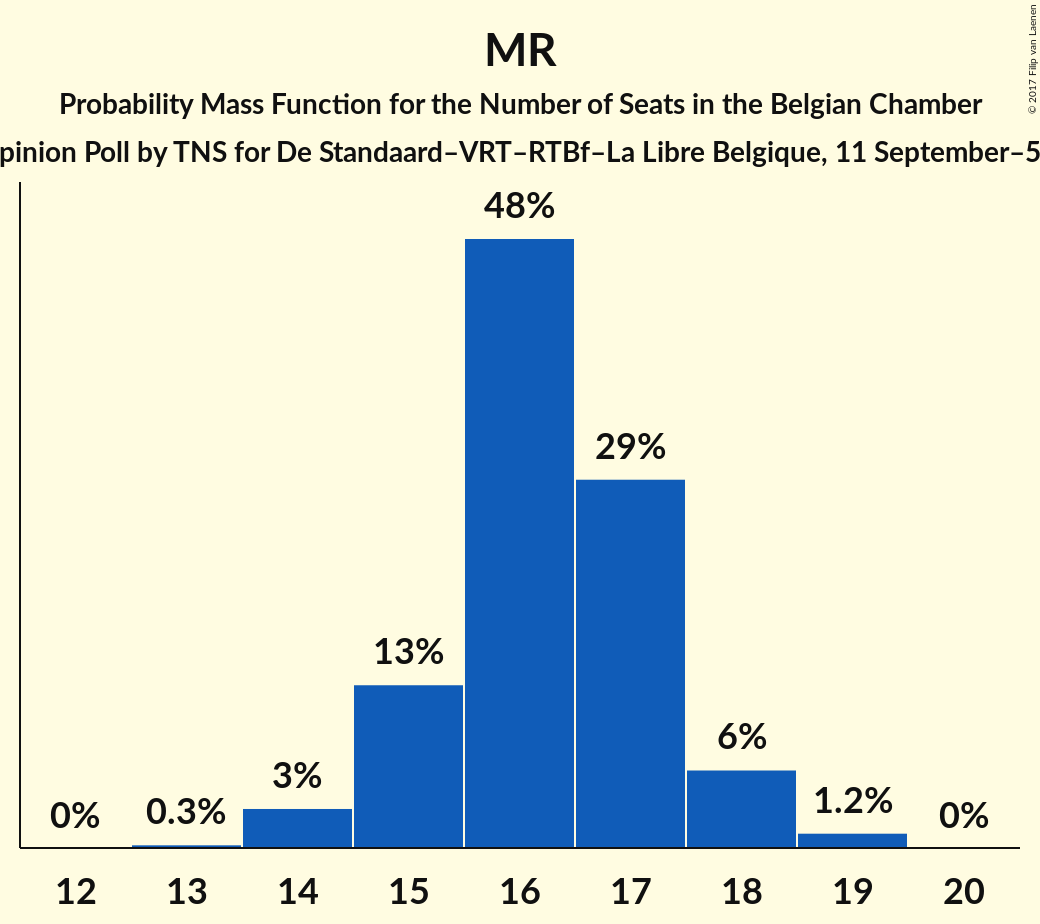 MR
Probability Mass Function for the Number of Seats in the Belgian Chamber
pinion Poll by TNS for De Standaard–VRT–RTBf–La Libre Belgique, 11 September–5
© 2017 Filip van Laenen
48%
29%
13%
6%
3%
1.2%
0.3%
0%
0%
12 13 14 15 16 17 18 19 20